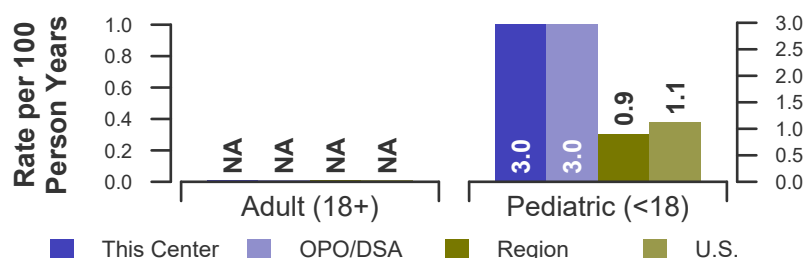 Rate per 100
Person Years
1.0
0.8
0.6
0.4
0.2
0.0
NA NA NA NA
3.0 3.0 0.9 1.1
3.0
2.5
2.0
1.5
1.0
0.5
0.0
Adult (18+) Pediatric (<18)
This Center OPO/DSA Region U.S.